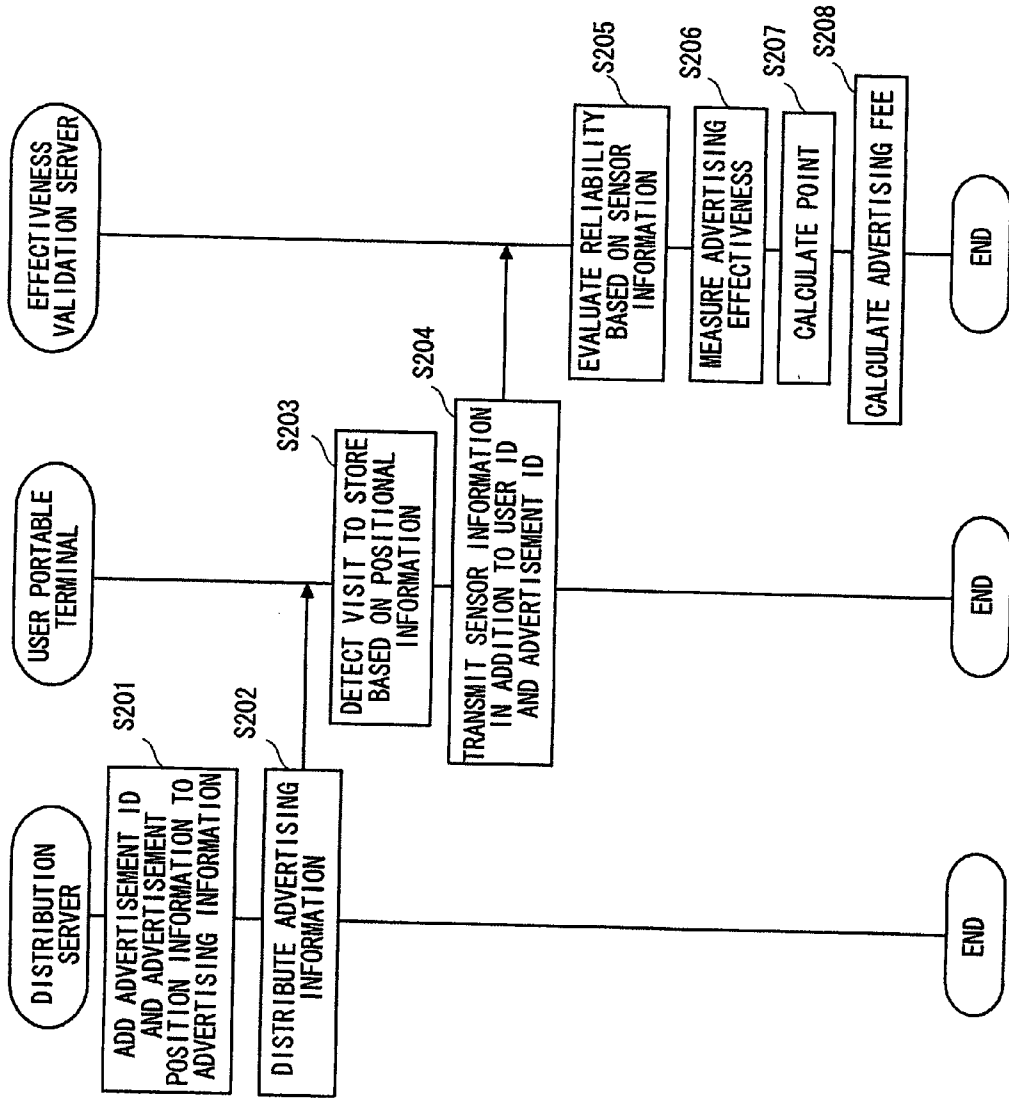 DISTRIBUTION
SERVER
USER PORTABLE
TERMINAL
EFFECTIVENESS
VALIDATION SERVER
S201
ADD ADVERTISEMENT ID
AND ADVERTISEMENT
POSITION INFORMATION TO
ADVERTISING INFORMATION
S202
DISTRIBUTE ADVERTISING
INFORMATION
S203
DETECT VISIT TO STORE
BASED ON POSITIONAL
INFORMATION
S204
TRANSMIT SENSOR INFORMATION
IN ADDITION TO USER ID
AND ADVERTISEMENT ID
S205
EVALUATE RELIABILITY
BASED ON SENSOR
INFORMATION
S206
MEASURE ADVERTISING
EFFECTIVENESS
S207
CALCULATE POINT
S208
CALCULATE ADVERTISING FEE
END
END
END